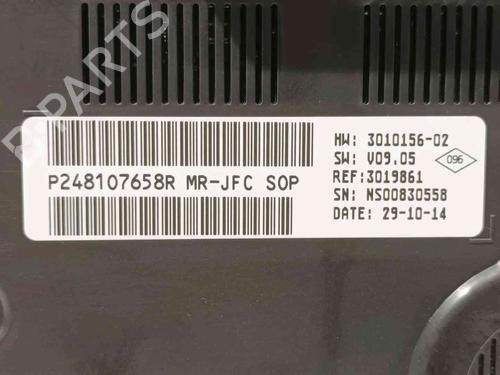 B-PARTS
P248107658R MR-JFC SOP
HW: 3010156-02
SW: V09.05
REF:3019861
SN: NS00830558
DATE: 29-10-14
096